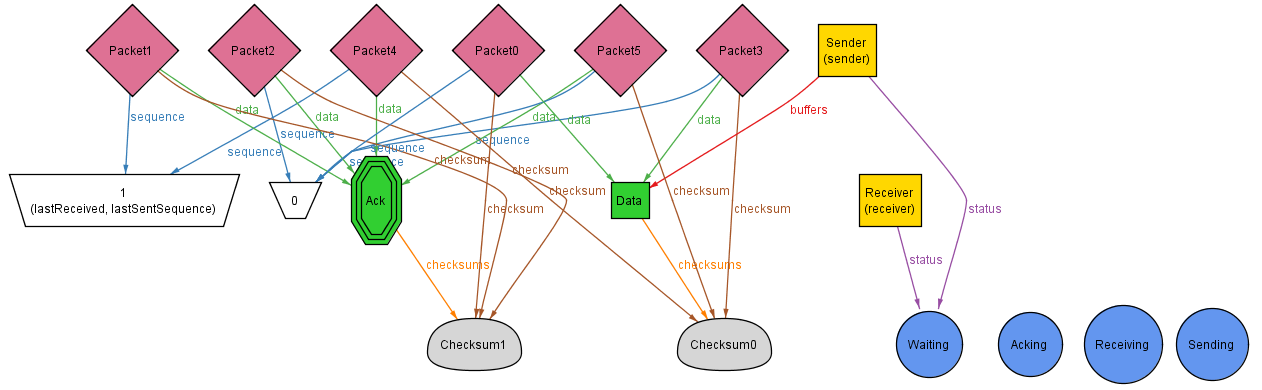 Packet1
Packet2
Packet4
Packet0
Packet5
Packet3
Sender
(sender)
data
data
data
data
data
data
buffers
sequence
sequence
sequence
sequence
sequence
sequence
checksum
checksum
checksum
checksum
checksum
checksum
1
(lastReceived, lastSentSequence)
0
Ack
Data
Receiver
(receiver)
status
status
checksums
checksums
Checksum1
Checksum0
Waiting
Acking
Receiving
Sending